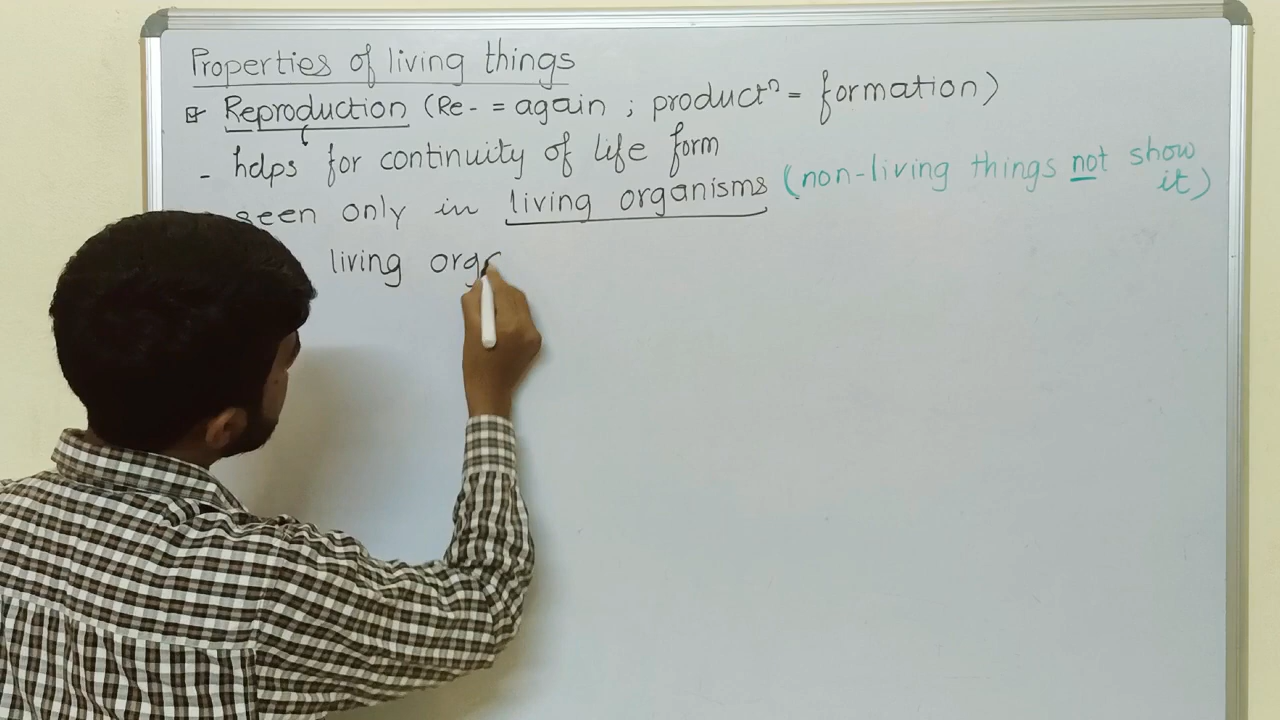 Properties of living things
Reproduction (Re- = again ; productⁿ = formation)
- helps for continuity of life form
seen only in living organisms (non-living things not show it)
living orga